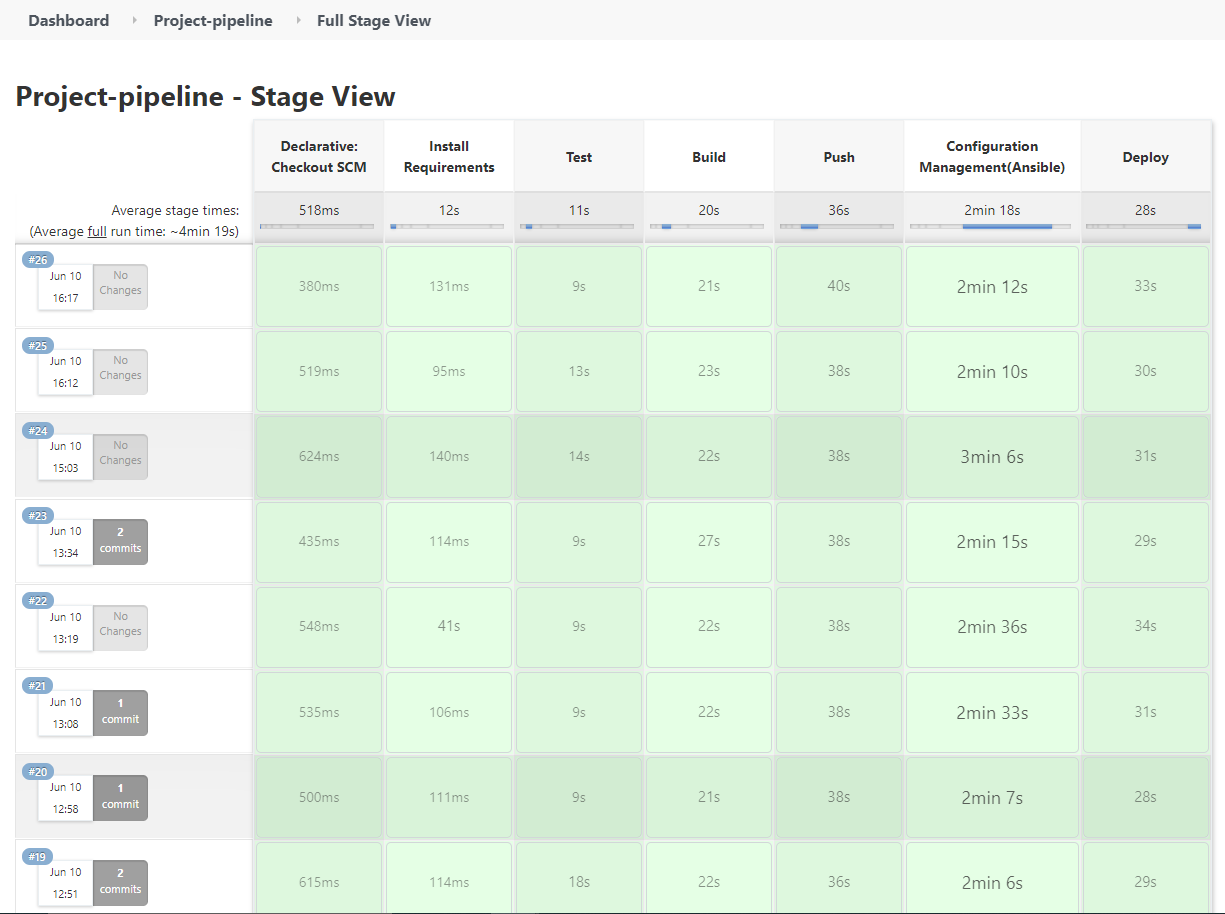 Dashboard Project-pipeline Full Stage View
Project-pipeline - Stage View
Declarative: Checkout SCM Install Requirements Test Build Push Configuration Management(Ansible) Deploy
Average stage times: 518ms 12s 11s 20s 36s 2min 18s 28s
(Average full run time: ~4min 19s)
#26
Jun 10 No
16:17 Changes 380ms 131ms 9s 21s 40s 2min 12s 33s
#25
Jun 10 No
16:12 Changes 519ms 95ms 13s 23s 38s 2min 10s 30s
#24
Jun 10 No
15:03 Changes 624ms 140ms 14s 22s 38s 3min 6s 31s
#23
Jun 10 2
13:34 commits 435ms 114ms 9s 27s 38s 2min 15s 29s
#22
Jun 10 No
13:19 Changes 548ms 41s 9s 22s 38s 2min 36s 34s
#21
Jun 10 1
13:08 commit 535ms 106ms 9s 22s 38s 2min 33s 31s
#20
Jun 10 1
12:58 commit 500ms 111ms 9s 21s 38s 2min 7s 28s
#19
Jun 10 2
12:51 commits 615ms 114ms 18s 22s 36s 2min 6s 29s